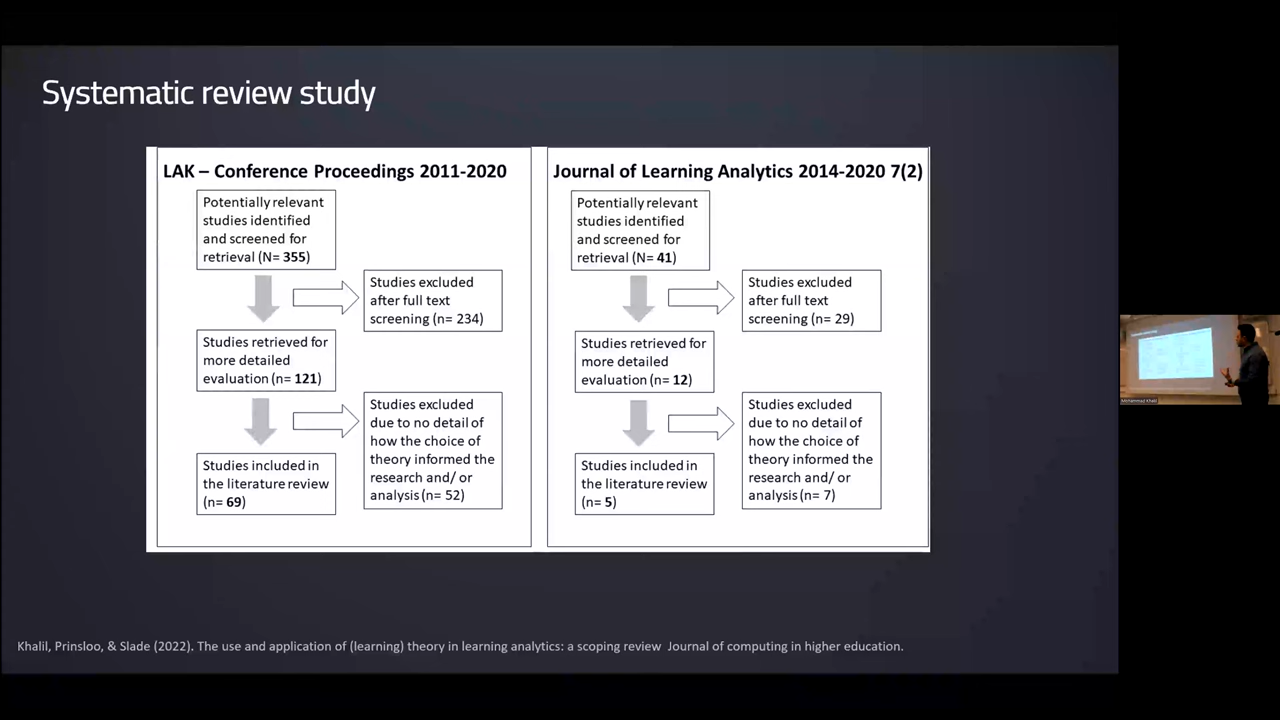 Systematic review study
LAK – Conference Proceedings 2011-2020
Potentially relevant
studies identified
and screened for
retrieval (N= 355)
Studies excluded
after full text
screening (n= 234)
Studies retrieved for
more detailed
evaluation (n= 121)
Studies excluded
due to no detail of
how the choice of
theory informed the
research and/ or
analysis (n= 52)
Studies included in
the literature review
(n= 69)
Journal of Learning Analytics 2014-2020 7(2)
Potentially relevant
studies identified
and screened for
retrieval (N= 41)
Studies excluded
after full text
screening (n= 29)
Studies retrieved for
more detailed
evaluation (n= 12)
Studies excluded
due to no detail of
how the choice of
theory informed the
research and/ or
analysis (n= 7)
Studies included in
the literature review
(n= 5)
Khalil, Prinsloo, & Slade (2022). The use and application of (learning) theory in learning analytics: a scoping review Journal of computing in higher education.
Mohammad Khalil